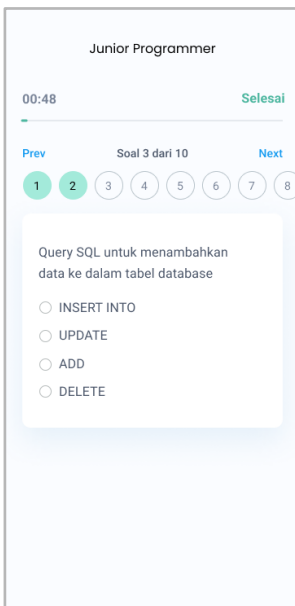 Junior Programmer
00:48 Selesai
Prev Soal 3 dari 10 Next
1 2 3 4 5 6 7 8
Query SQL untuk menambahkan
data ke dalam tabel database
INSERT INTO
UPDATE
ADD
DELETE